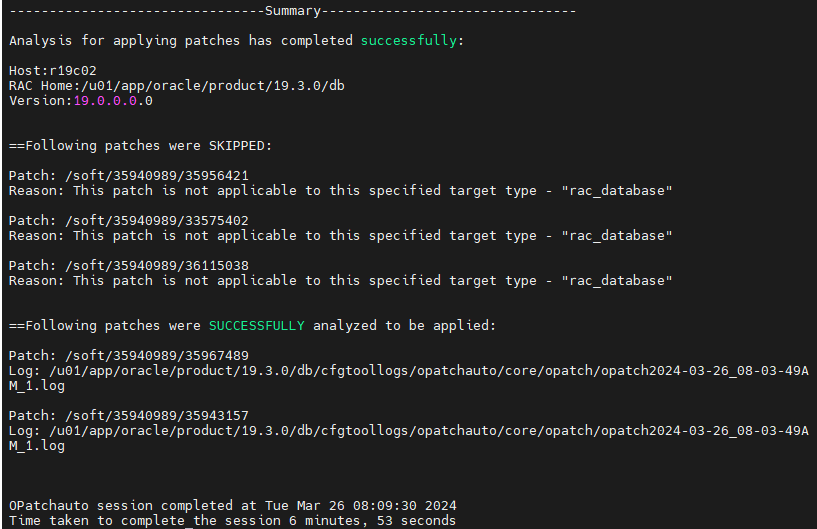 --------------------------------Summary--------------------------------
Analysis for applying patches has completed successfully:
Host:r19c02
RAC Home:/u01/app/oracle/product/19.3.0/db
Version:19.0.0.0.0
==Following patches were SKIPPED:
Patch: /soft/35940989/35956421
Reason: This patch is not applicable to this specified target type - "rac_database"
Patch: /soft/35940989/33575402
Reason: This patch is not applicable to this specified target type - "rac_database"
Patch: /soft/35940989/36115038
Reason: This patch is not applicable to this specified target type - "rac_database"
==Following patches were SUCCESSFULLY analyzed to be applied:
Patch: /soft/35940989/35967489
Log: /u01/app/oracle/product/19.3.0/db/cfgtoollogs/opatchauto/core/opatch/opatch2024-03-26_08-03-49A
M_1.log
Patch: /soft/35940989/35943157
Log: /u01/app/oracle/product/19.3.0/db/cfgtoollogs/opatchauto/core/opatch/opatch2024-03-26_08-03-49A
M_1.log
OPatchauto session completed at Tue Mar 26 08:09:30 2024
Time taken to complete the session 6 minutes, 53 seconds